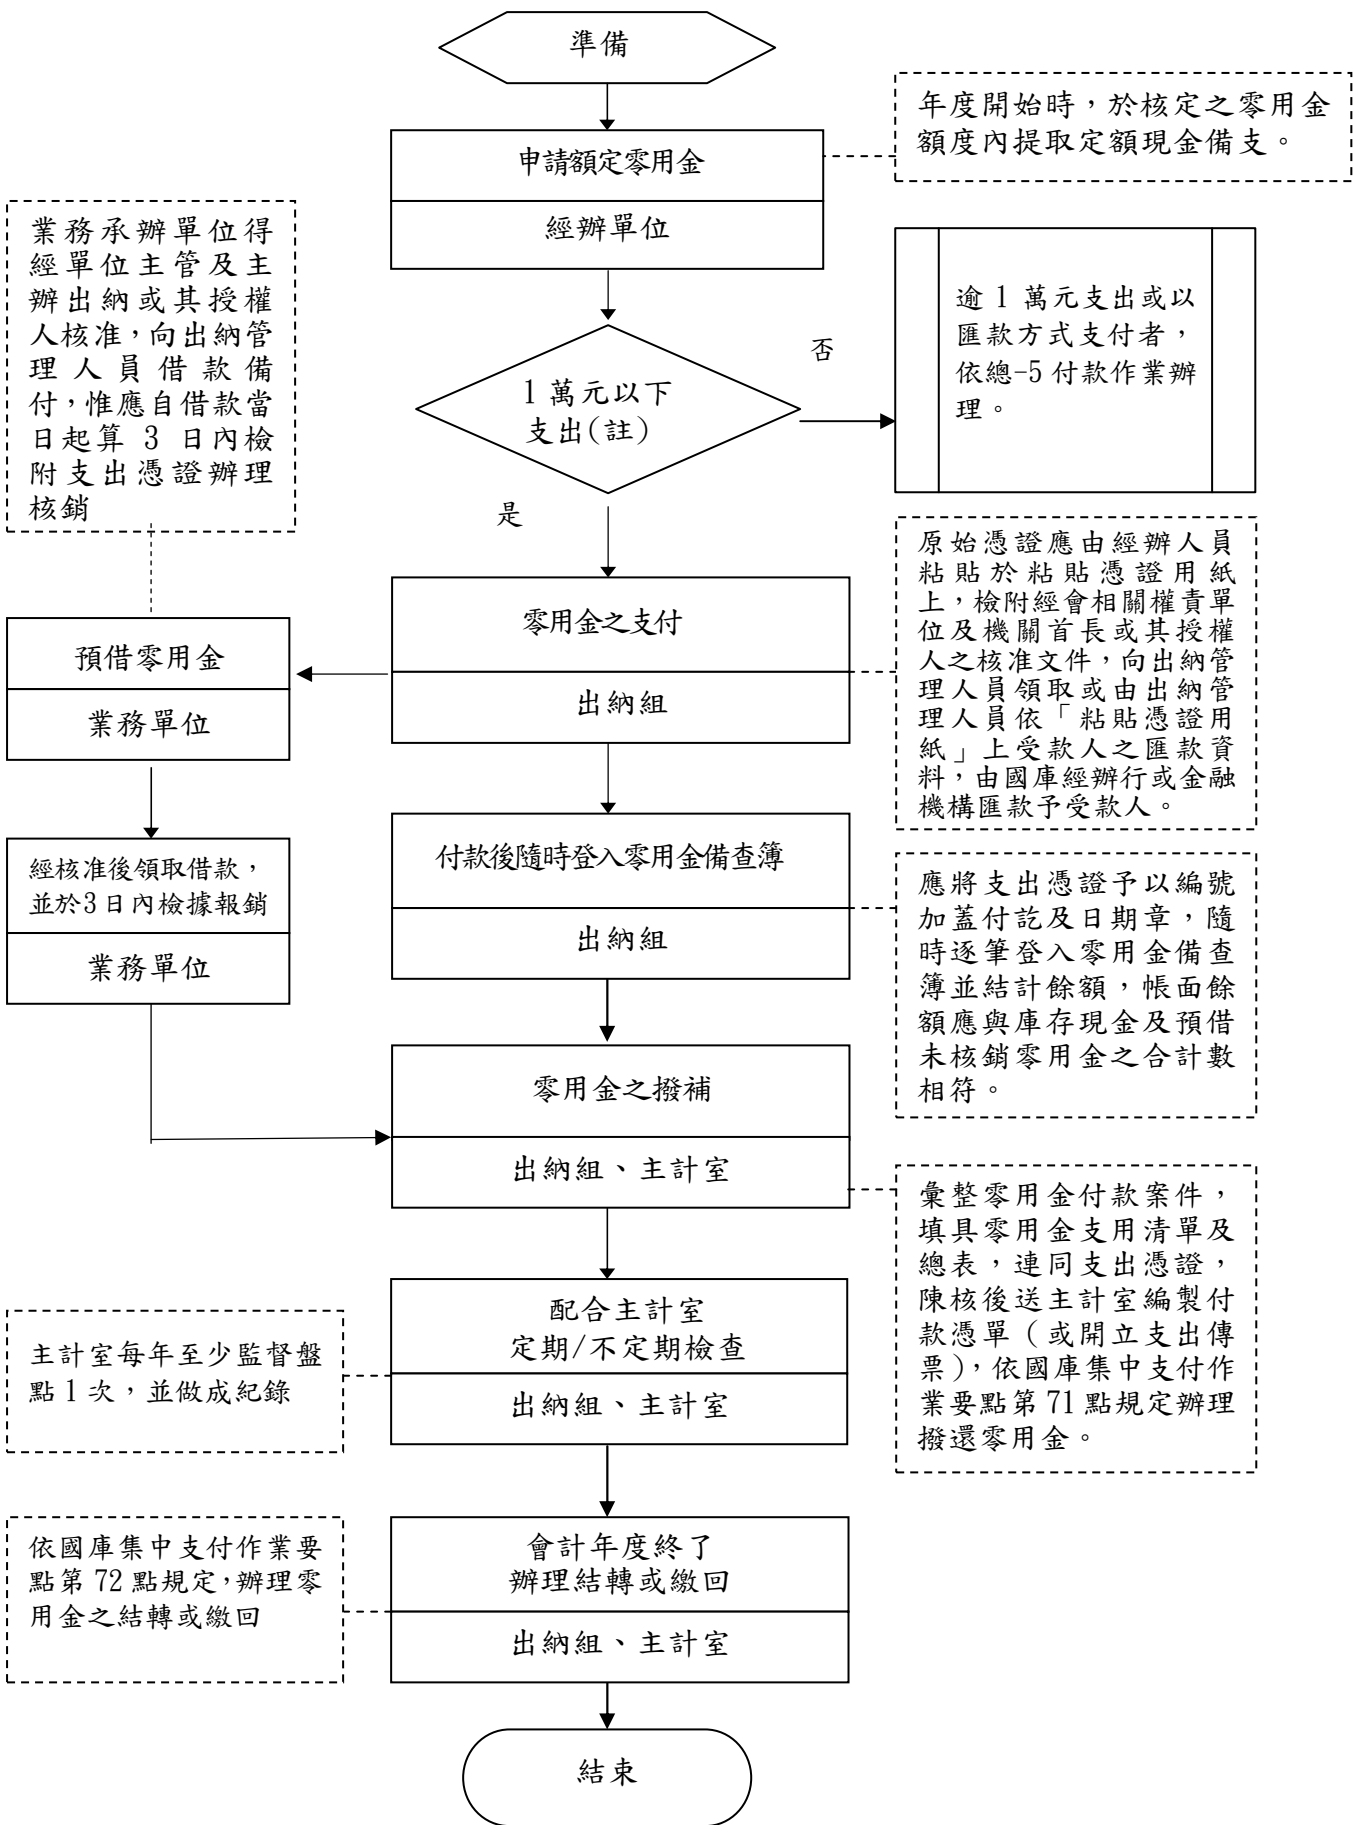 準備
年度開始時，於核定之零用金
額度內提取定額現金備支。
申請額定零用金
經辦單位
業務承辦單位得
經單位主管及主
辦出納或其授權
人核准，向出納管
理人員借款備
付，惟應自借款當
日起算 3 日內檢
附支出憑證辦理
核銷
逾 1 萬元支出或以
匯款方式支付者，
依總-5 付款作業辦
理。
否
1 萬元以下
支出(註)
是
原始憑證應由經辦人員
粘貼於粘貼憑證用紙
上，檢附經會相關權責單
位及機關首長或其授權
人之核准文件，向出納管
理人員領取或由出納管
理人員依「粘貼憑證用
紙」上受款人之匯款資
料，由國庫經辦行或金融
機構匯款予受款人。
零用金之支付
出納組
預借零用金
業務單位
付款後隨時登入零用金備查簿
出納組
經核准後領取借款，
並於3日內檢據報銷
業務單位
應將支出憑證予以編號
加蓋付訖及日期章，隨
時逐筆登入零用金備查
簿並結計餘額，帳面餘
額應與庫存現金及預借
未核銷零用金之合計數
相符。
零用金之撥補
出納組、主計室
彙整零用金付款案件，
填具零用金支用清單及
總表，連同支出憑證，
陳核後送主計室編製付
款憑單（或開立支出傳
票），依國庫集中支付作
業要點第 71 點規定辦理
撥還零用金。
配合主計室
定期/不定期檢查
出納組、主計室
主計室每年至少監督盤
點 1 次，並做成紀錄
會計年度終了
辦理結轉或繳回
出納組、主計室
依國庫集中支付作業要
點第 72 點規定，辦理零
用金之結轉或繳回
結束